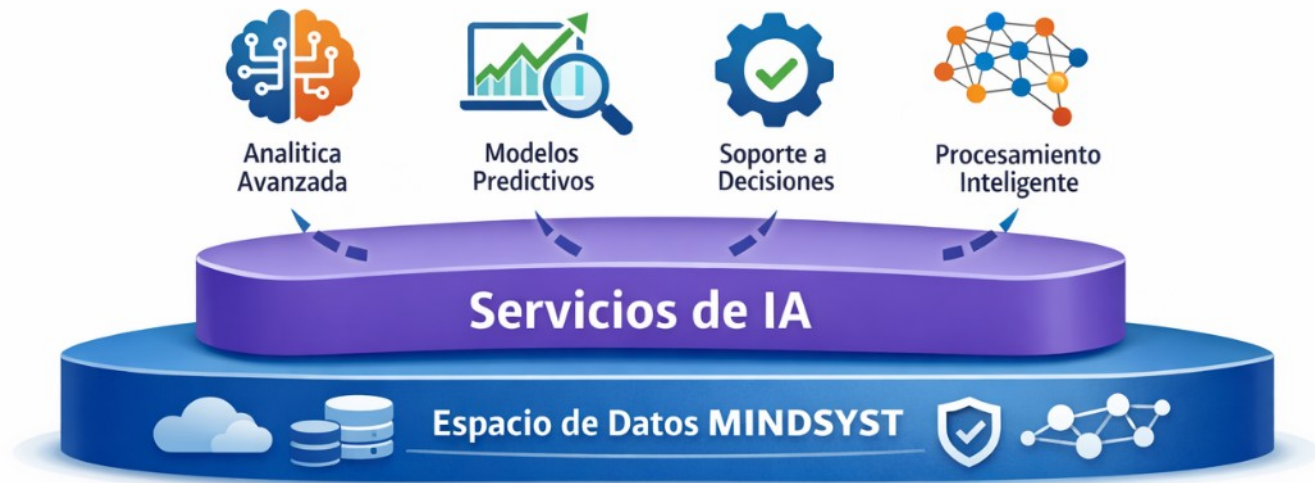 Analitica
Avanzada
Modelos
Predictivos
Soporte a
Decisiones
Procesamiento
Inteligente
Servicios de IA
Espacio de Datos MINDSYST